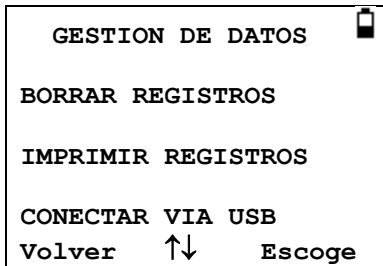 GESTION DE DATOS
BORRAR REGISTROS
IMPRIMIR REGISTROS
CONECTAR VIA USB
Volver ↑↓ Escoge